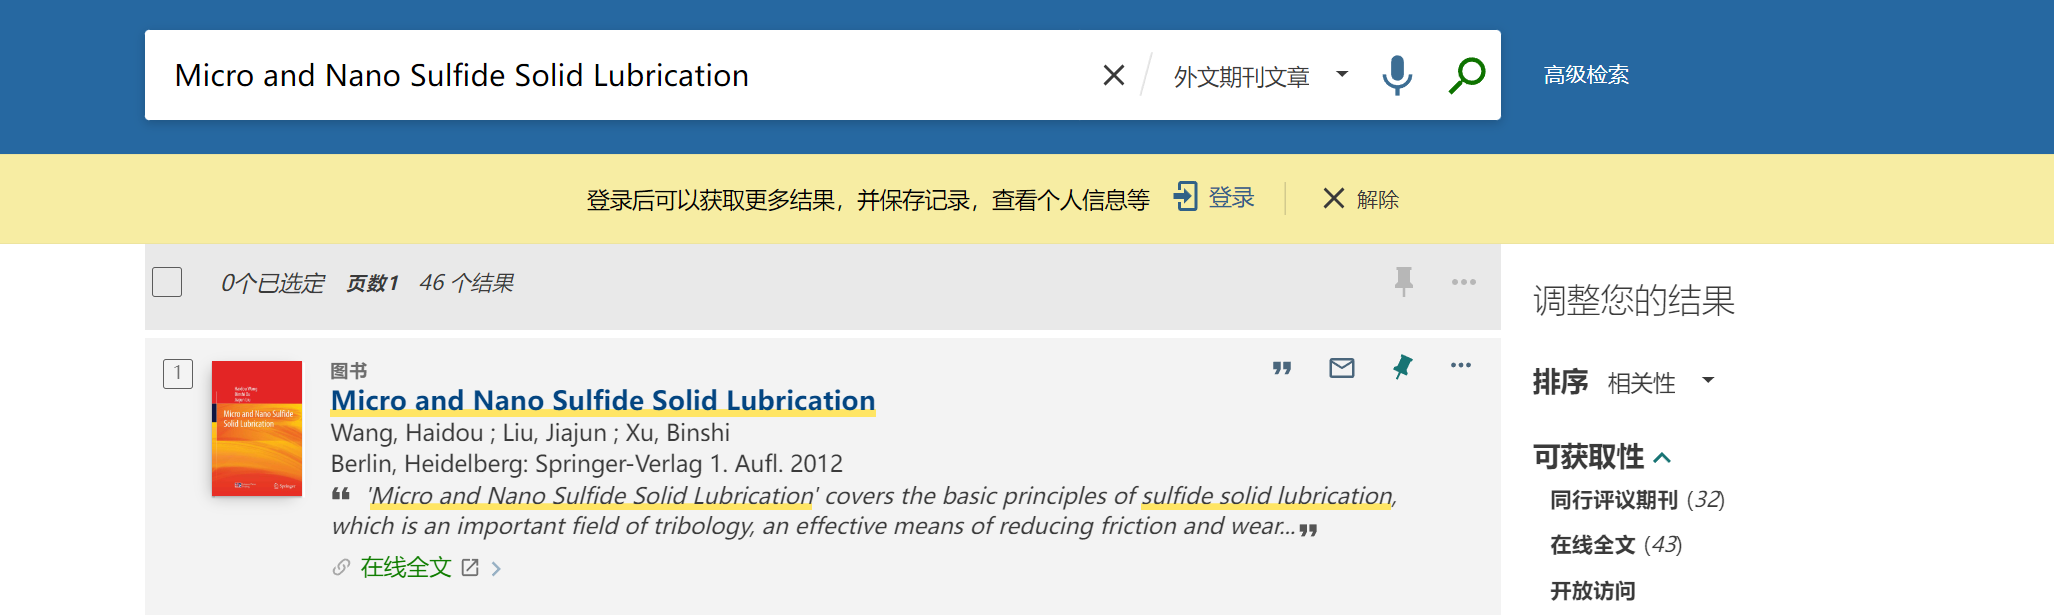 Micro and Nano Sulfide Solid Lubrication
外文期刊文章
高级检索
登录后可以获取更多结果，并保存记录，查看个人信息等
登录
解除
0个已选定 页数1 46 个结果
调整您的结果
1
图书
Micro and Nano Sulfide Solid Lubrication
Wang, Haidou ; Liu, Jiajun ; Xu, Binshi
Berlin, Heidelberg: Springer-Verlag 1. Aufl. 2012
❝ 'Micro and Nano Sulfide Solid Lubrication' covers the basic principles of sulfide solid lubrication,
which is an important field of tribology, an effective means of reducing friction and wear...❞
在线全文
Micro and Nano Sulfide
Solid Lubrication
Springer
排序 相关性
可获取性
同行评议期刊 (32)
在线全文 (43)
开放访问